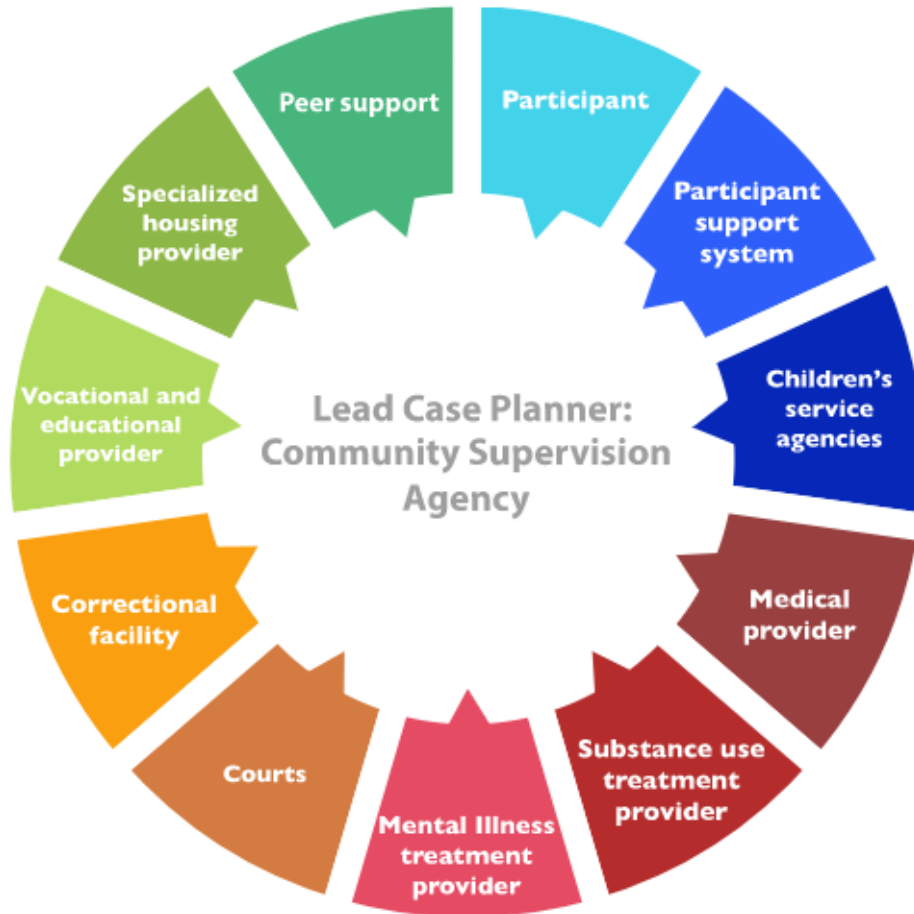 Peer support
Participant
Participant
support
system
Children's
service
agencies
Medical
provider
Substance use
treatment
provider
Mental Illness
treatment
provider
Courts
Correctional
facility
Vocational and
educational
provider
Specialized
housing
provider
Lead Case Planner:
Community Supervision
Agency